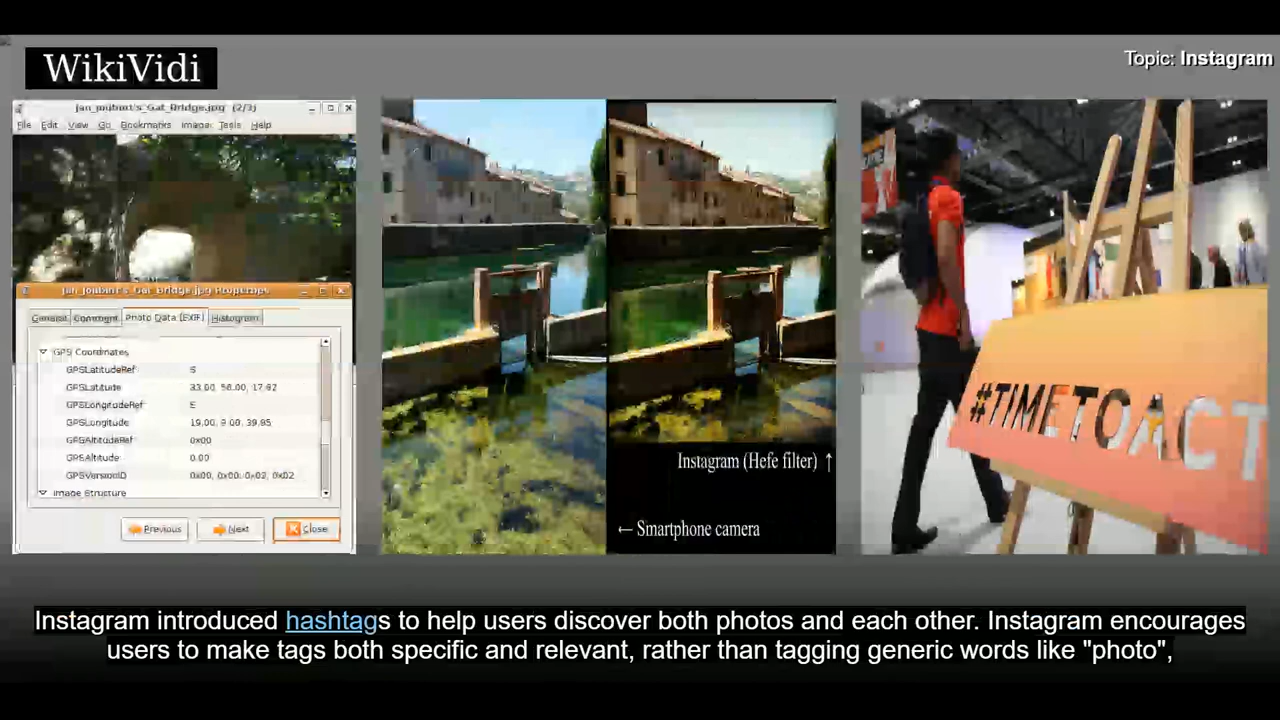 WikiVidi
Topic: Instagram
(2/3)
File Edit View Go Bookmarks Image Tools Help
General Comment Photo Data (EXIF) Histogram
GPS Coordinates
GPSLatitudeRef S
GPSLatitude 33.00, 56.00, 17.62
GPSLongitudeRef E
GPSLongitude 19.00, 9.00, 39.95
GPSAltitudeRef 0x00
GPSAltitude 0.00
GPSVersionID 0x00, 0x00, 0x02, 0x02
Image Structure
Previous Next Close
Instagram (Hefe filter) ↑
← Smartphone camera
#TIMETOACT
Instagram introduced hashtags to help users discover both photos and each other. Instagram encourages
users to make tags both specific and relevant, rather than tagging generic words like "photo",